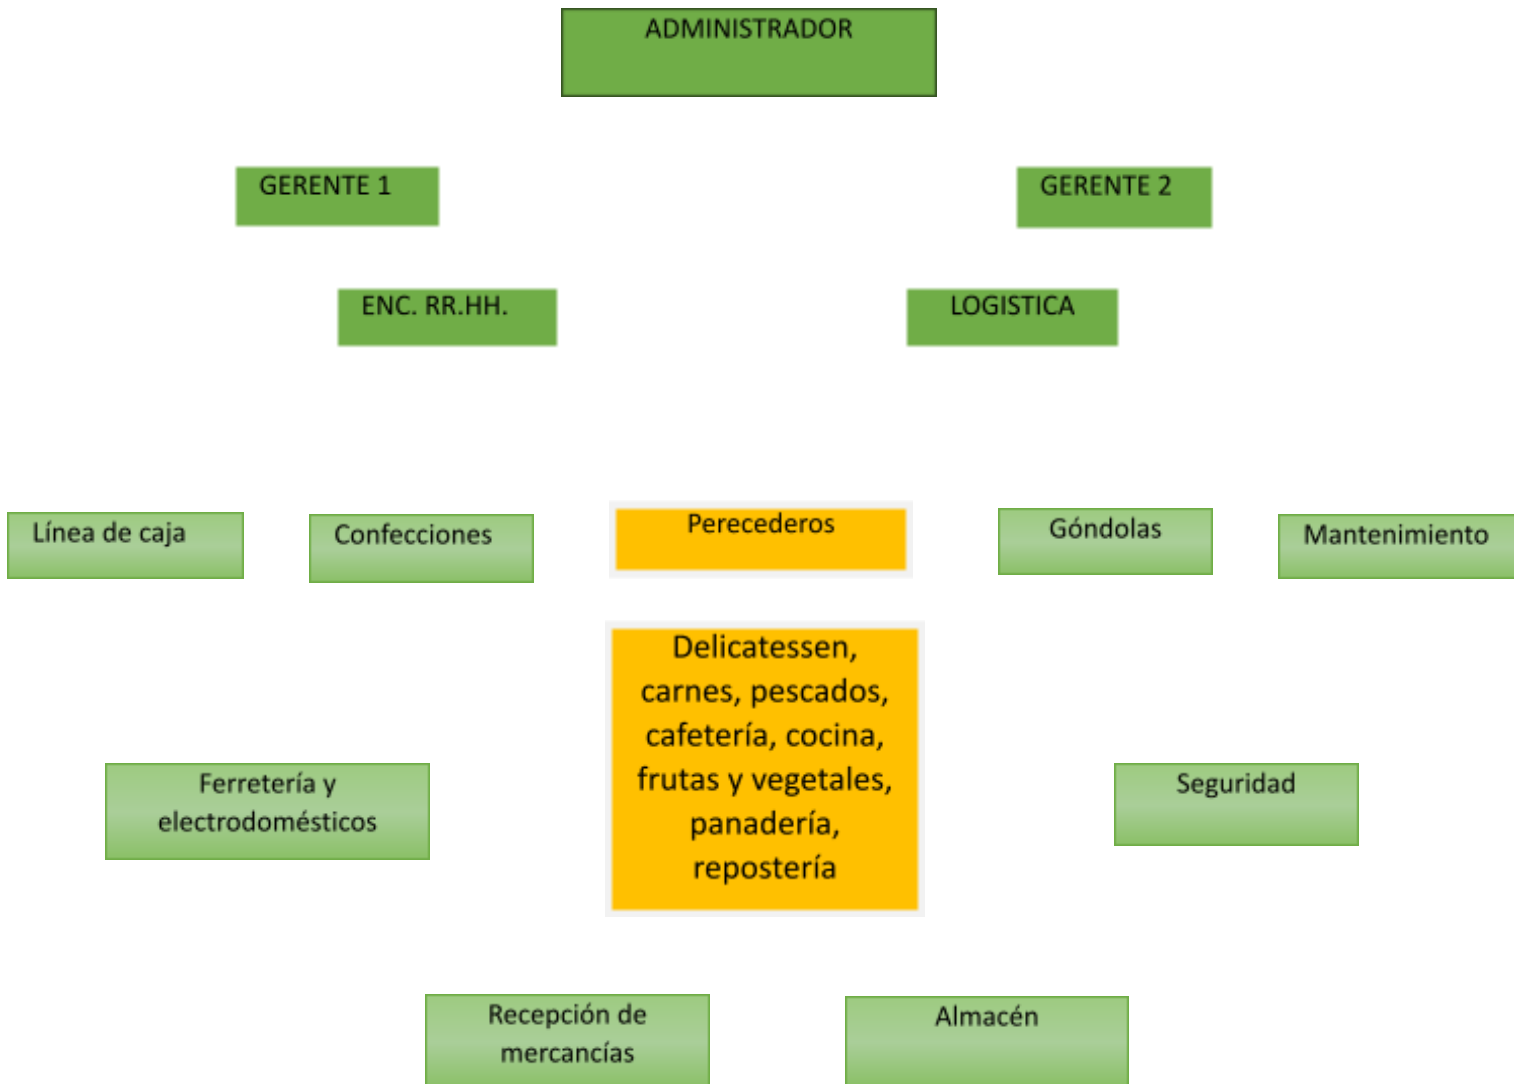 ADMINISTRADOR
GERENTE 1
GERENTE 2
ENC. RR.HH.
LOGISTICA
Línea de caja
Confecciones
Perecederos
Góndolas
Mantenimiento
Delicatessen,
carnes, pescados,
cafetería, cocina,
frutas y vegetales,
panadería,
repostería
Ferretería y
electrodomésticos
Seguridad
Recepción de
mercancías
Almacén